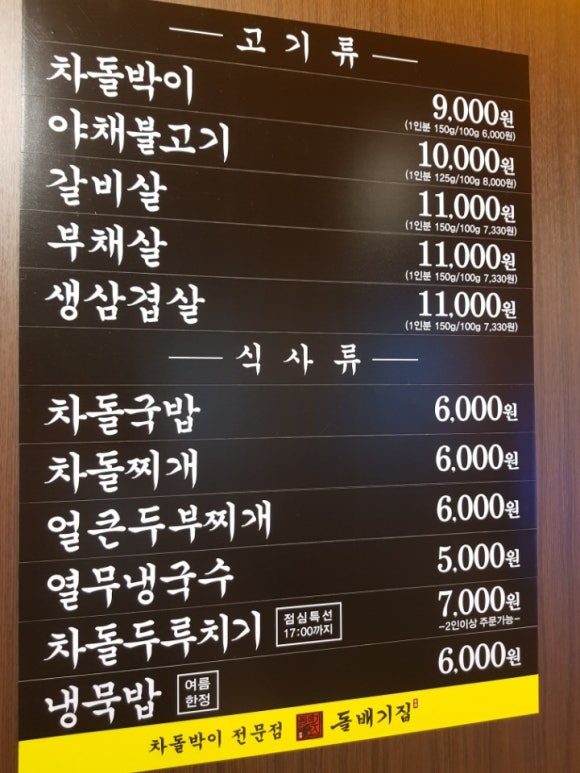 고기류
차돌박이 9,000원
(1인분 150g/100g 6,000원)
야채불고기 10,000원
(1인분 125g/100g 8,000원)
갈비살 11,000원
(1인분 150g/100g 7,330원)
부채살 11,000원
(1인분 150g/100g 7,330원)
생삼겹살 11,000원
(1인분 150g/100g 7,330원)
식사류
차돌국밥 6,000원
차돌찌개 6,000원
얼큰두부찌개 6,000원
열무냉국수 5,000원
차돌두루치기 점심특선 17:00까지 7,000원
-2인이상 주문가능-
냉묵밥 여름 한정 6,000원
차돌박이 전문점 돌배기집